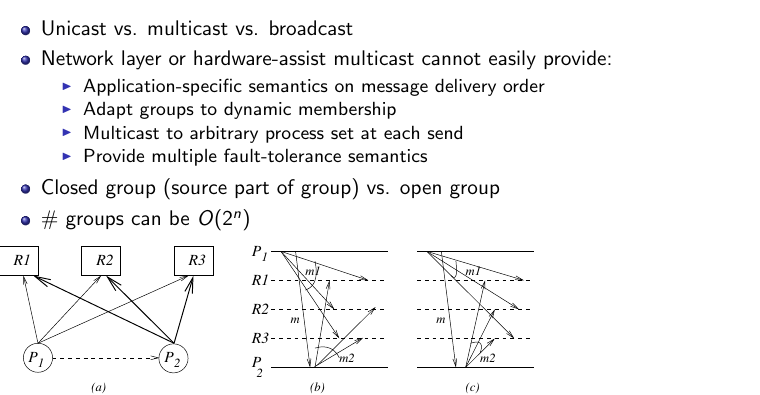 Unicast vs. multicast vs. broadcast
Network layer or hardware-assist multicast cannot easily provide:
Application-specific semantics on message delivery order
Adapt groups to dynamic membership
Multicast to arbitrary process set at each send
Provide multiple fault-tolerance semantics
Closed group (source part of group) vs. open group
# groups can be O(2ⁿ)
R1 R2 R3
P₁ P₂
(a)
P₁
R1
R2
R3
P₂
m1
m
m2
(b)
m1
m
m2
(c)